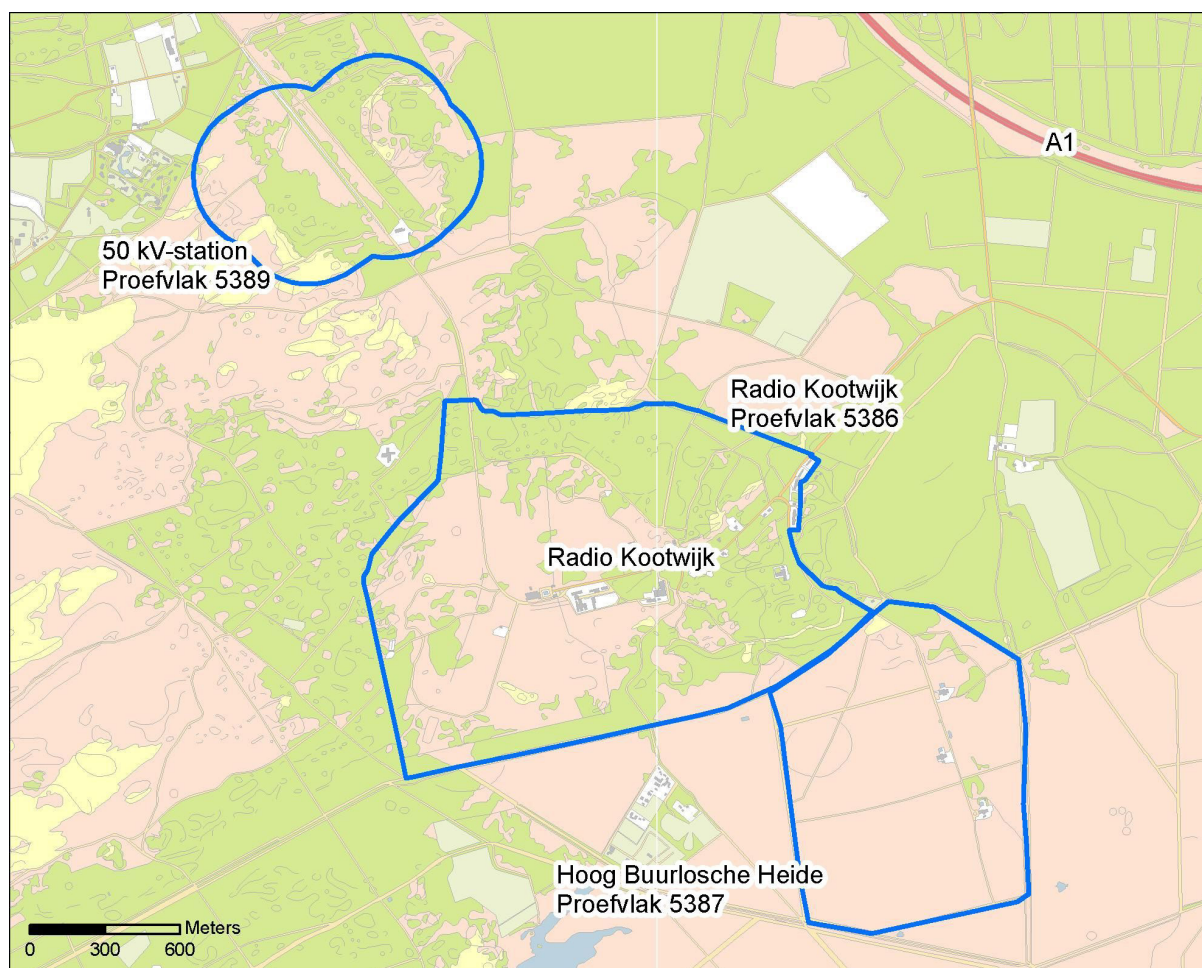 A1
50 kV-station
Proefvlak 5389
Radio Kootwijk
Proefvlak 5386
Radio Kootwijk
Hoog Buurlosche Heide
Proefvlak 5387
Meters
0 300 600